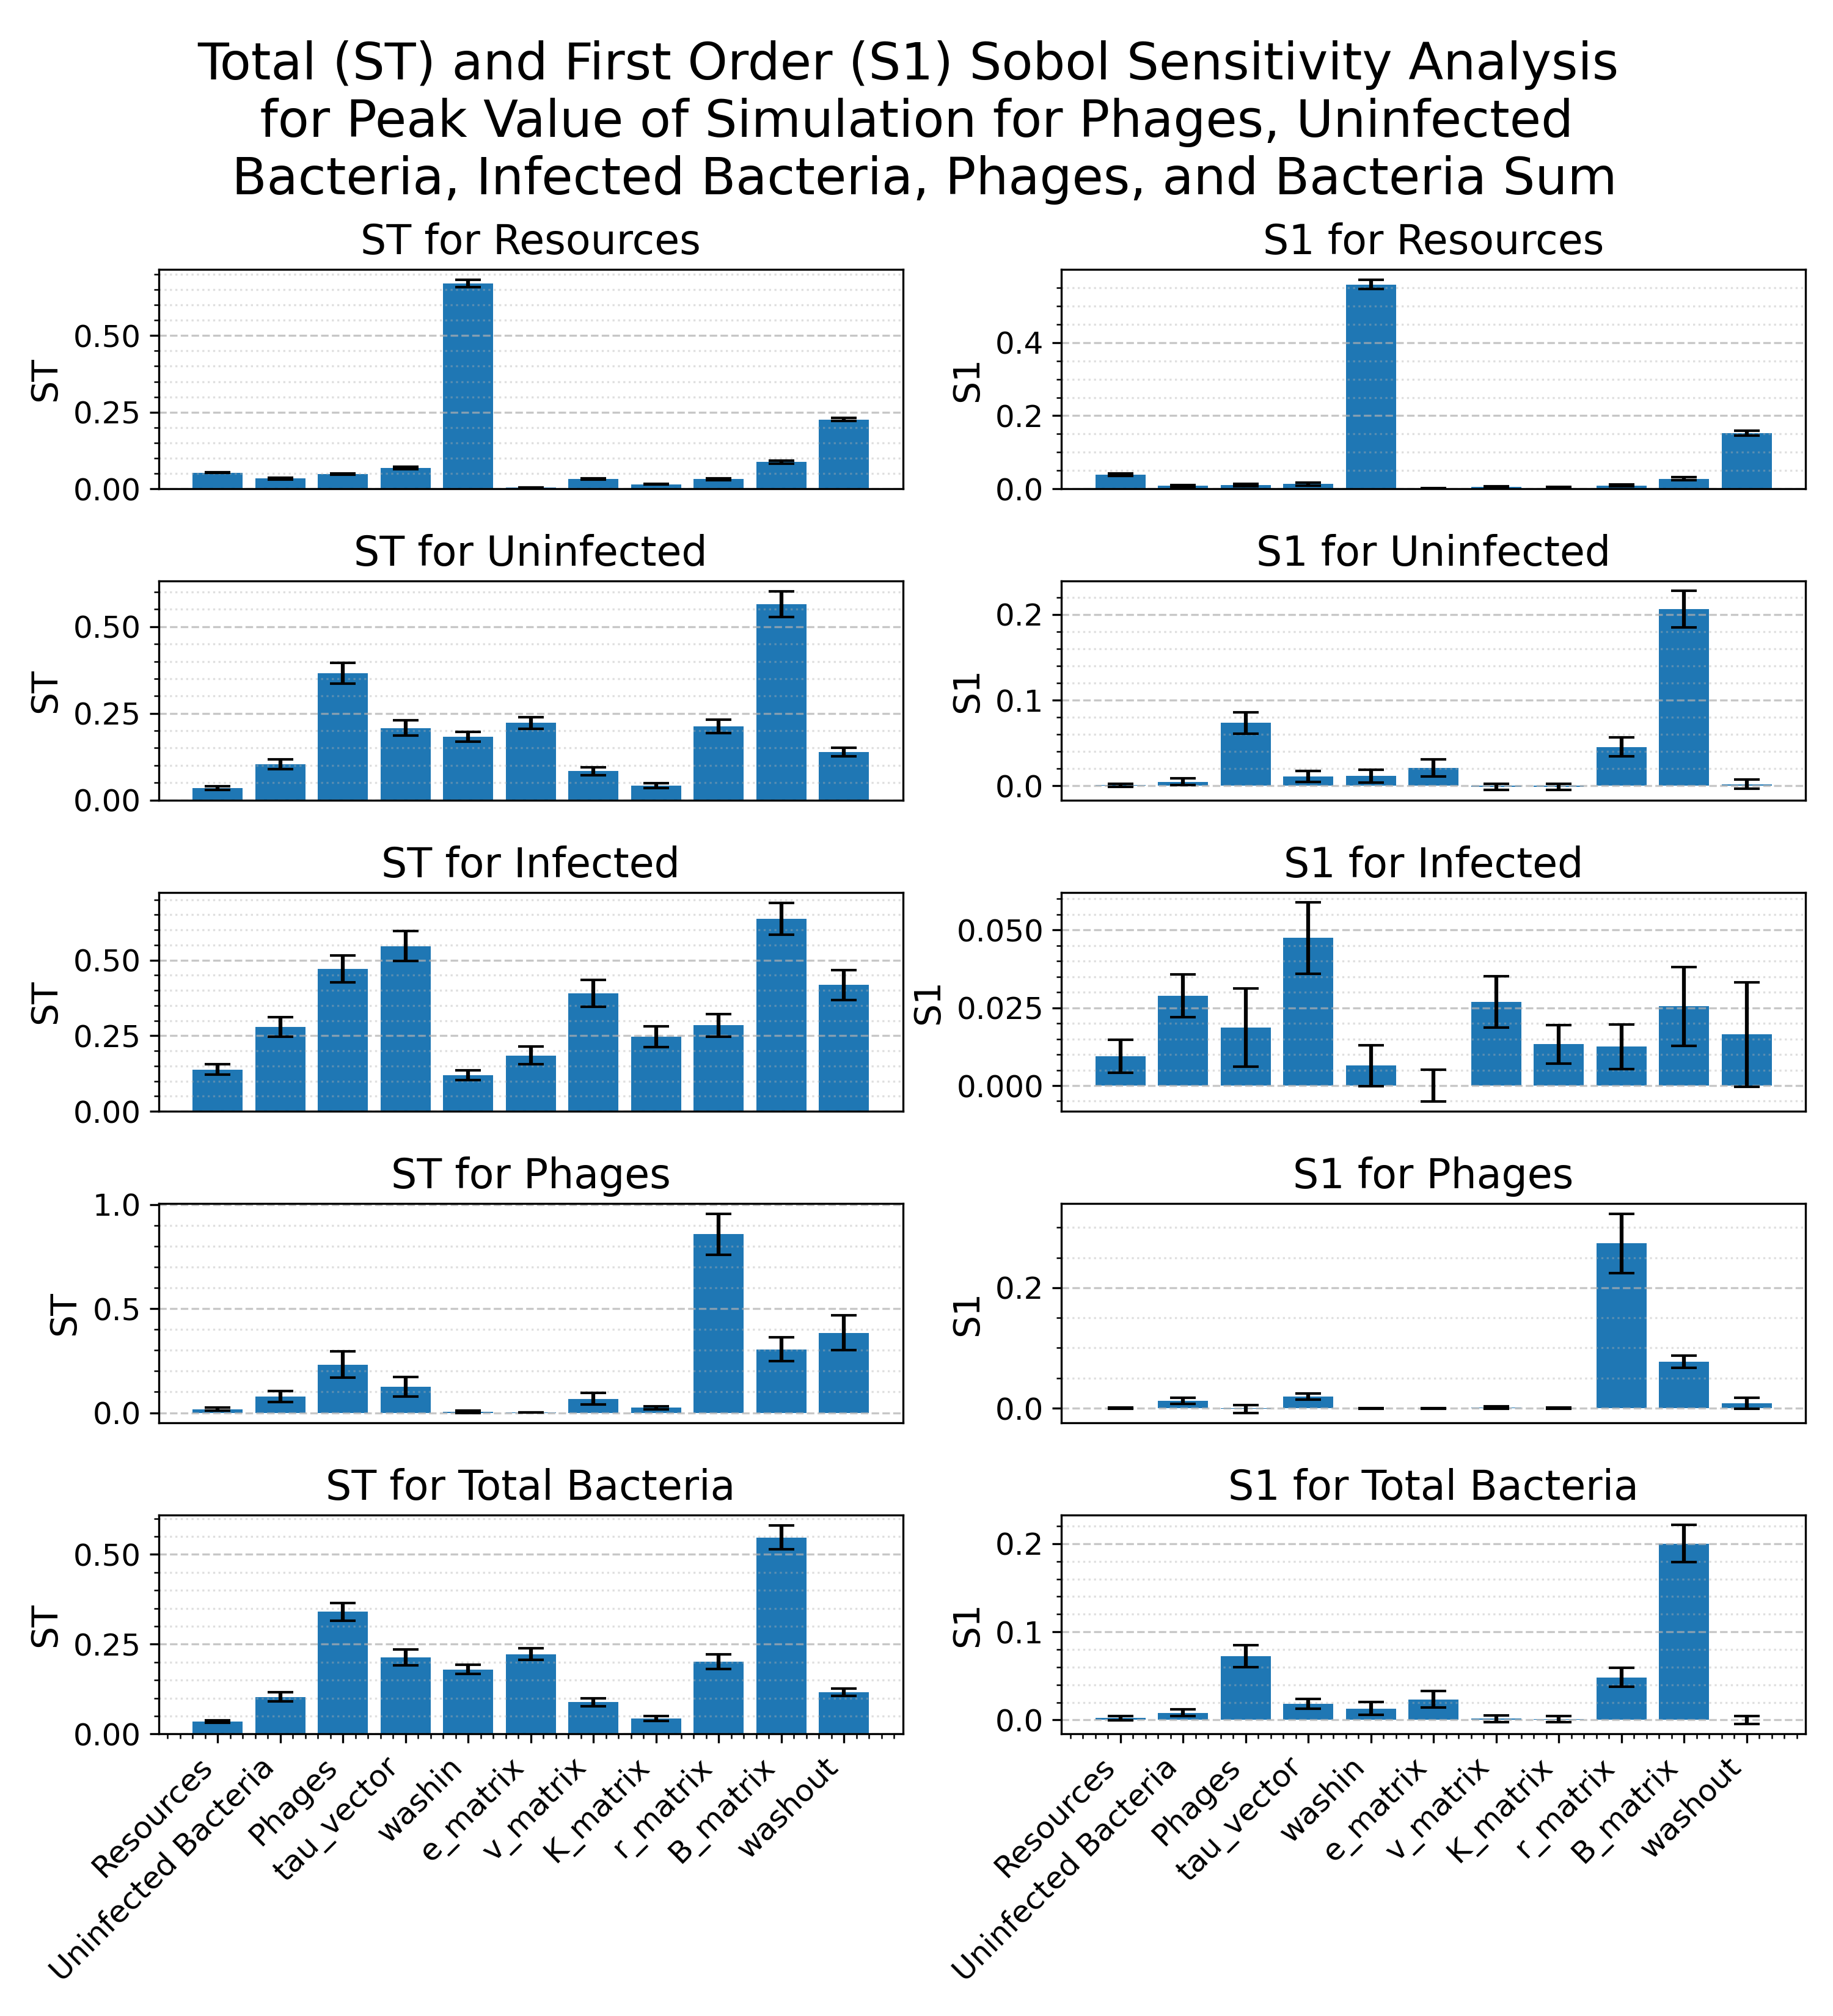 Total (ST) and First Order (S1) Sobol Sensitivity Analysis
for Peak Value of Simulation for Phages, Uninfected
Bacteria, Infected Bacteria, Phages, and Bacteria Sum
ST for Resources
ST
0.50
0.25
0.00
S1 for Resources
S1
0.4
0.2
0.0
ST for Uninfected
ST
0.50
0.25
0.00
S1 for Uninfected
S1
0.2
0.1
0.0
ST for Infected
ST
0.50
0.25
0.00
S1 for Infected
S1
0.050
0.025
0.000
ST for Phages
ST
1.0
0.5
0.0
S1 for Phages
S1
0.2
0.0
ST for Total Bacteria
ST
0.50
0.25
0.00
Resources
Uninfected Bacteria
Phages
tau_vector
washin
e_matrix
v_matrix
K_matrix
r_matrix
B_matrix
washout
S1 for Total Bacteria
S1
0.2
0.1
0.0
Resources
Uninfected Bacteria
Phages
tau_vector
washin
e_matrix
v_matrix
K_matrix
r_matrix
B_matrix
washout